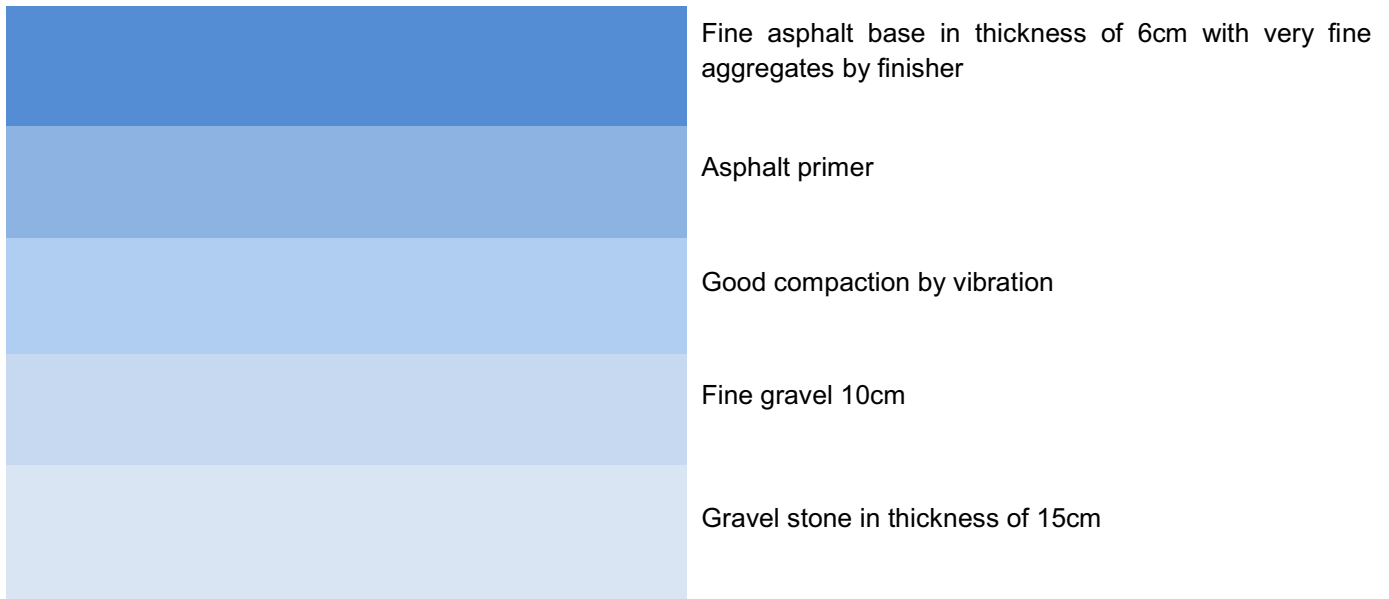 Fine asphalt base in thickness of 6cm with very fine
aggregates by finisher
Asphalt primer
Good compaction by vibration
Fine gravel 10cm
Gravel stone in thickness of 15cm